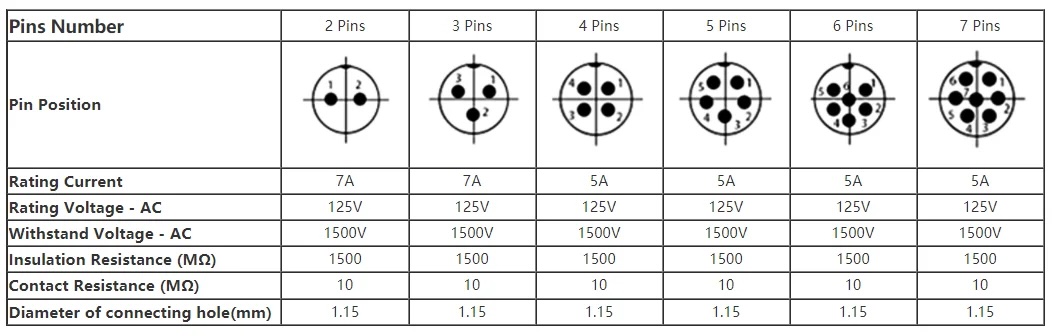 Pins Number 2 Pins 3 Pins 4 Pins 5 Pins 6 Pins 7 Pins
Pin Position 1 2 3 1 2 4 1 3 2 5 1 4 3 2 5 6 1 4 3 2 6 1 7 5 2 4 3
Rating Current 7A 7A 5A 5A 5A 5A
Rating Voltage - AC 125V 125V 125V 125V 125V 125V
Withstand Voltage - AC 1500V 1500V 1500V 1500V 1500V 1500V
Insulation Resistance (MΩ) 1500 1500 1500 1500 1500 1500
Contact Resistance (MΩ) 10 10 10 10 10 10
Diameter of connecting hole(mm) 1.15 1.15 1.15 1.15 1.15 1.15